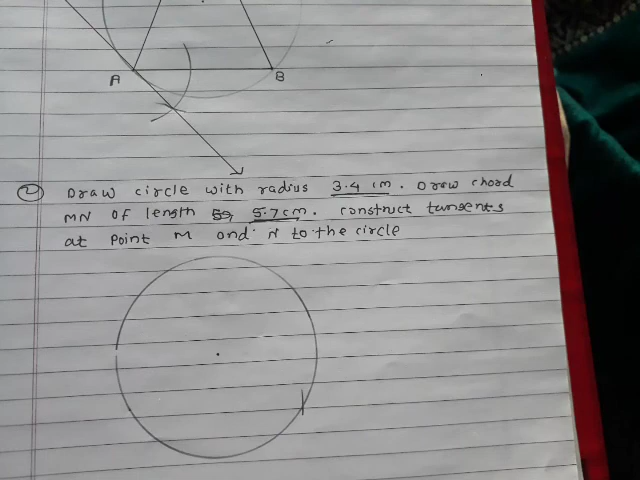 A
B
② Draw circle with radius 3.4 cm. Draw chord
MN of length 5.7 cm. construct tangents
at point M and N to the circle